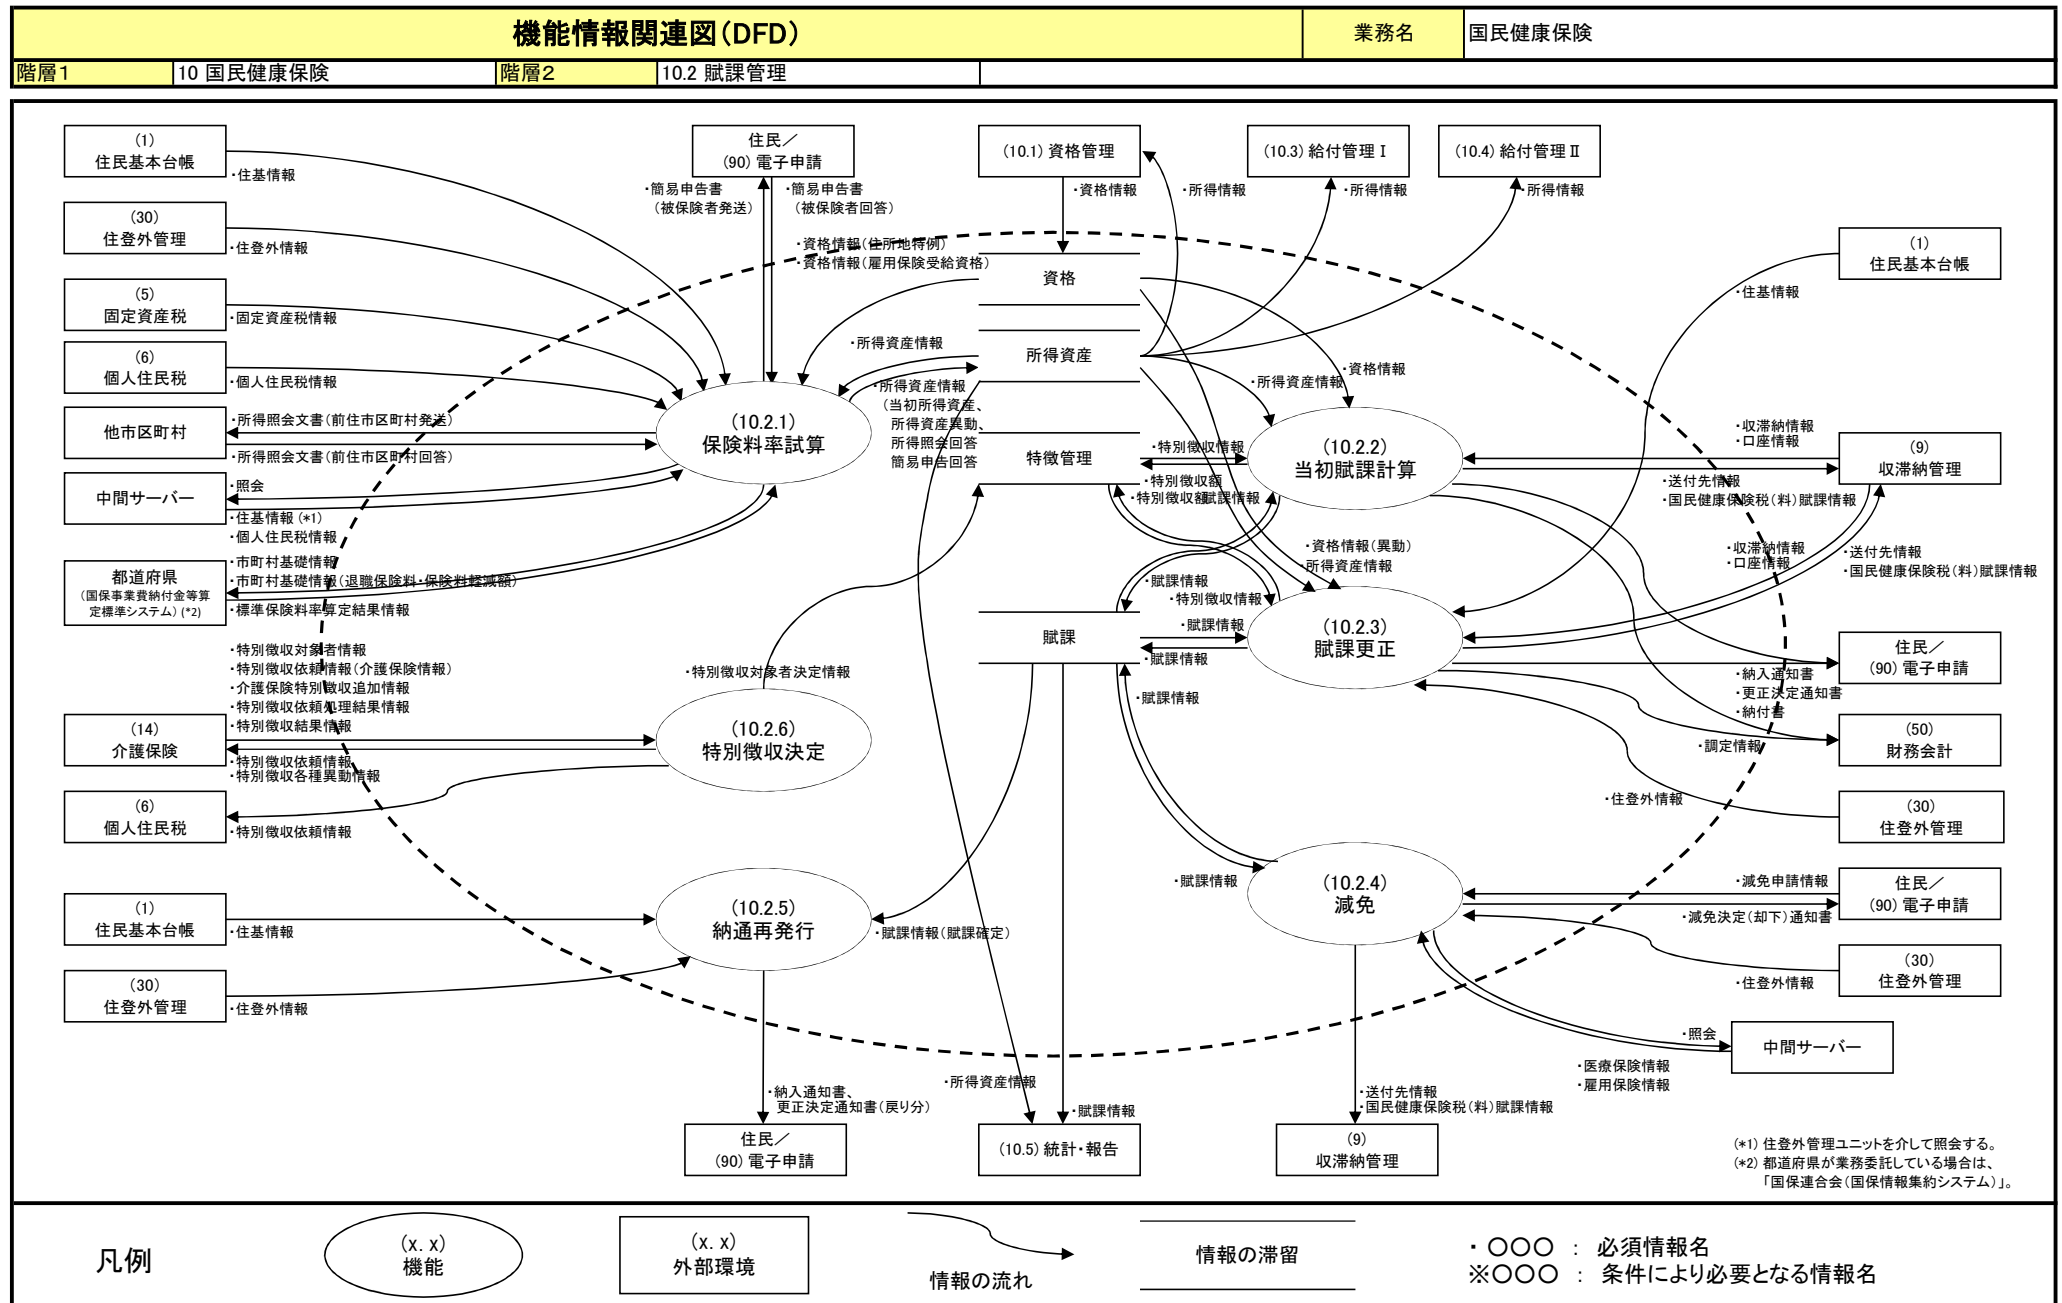 機能情報関連図(DFD)
業務名
国民健康保険
階層1
10 国民健康保険
階層2
10.2 賦課管理
(1)
住民基本台帳
・住基情報
(30)
住登外管理
・住登外情報
(5)
固定資産税
・固定資産税情報
(6)
個人住民税
・個人住民税情報
他市区町村
・所得照会文書(前住市区町村発送)
・所得照会文書(前住市区町村回答)
中間サーバー
・照会
・住基情報(*1)
・個人住民税情報
都道府県
(国保事業費納付金等算
定標準システム)(*2)
・市町村基礎情報
・市町村基礎情報(退職保険料・保険料軽減額)
・標準保険料率算定結果情報
・特別徴収対象者情報
・特別徴収依頼情報(介護保険情報)
・介護保険特別徴収追加情報
・特別徴収依頼処理結果情報
・特別徴収結果情報
(14)
介護保険
・特別徴収依頼情報
・特別徴収各種異動情報
(6)
個人住民税
・特別徴収依頼情報
(1)
住民基本台帳
・住基情報
(30)
住登外管理
・住登外情報
住民/
(90)電子申請
・簡易申告書
(被保険者発送)
・簡易申告書
(被保険者回答)
・資格情報(住所地特例)
・資格情報(雇用保険受給資格)
・所得資産情報
・所得資産情報
(当初所得資産、
所得資産異動、
所得照会回答
簡易申告回答
(10.2.1)
保険料率試算
・特別徴収対象者決定情報
(10.2.6)
特別徴収決定
(10.2.5)
納通再発行
・賦課情報(賦課確定)
・納入通知書、
更正決定通知書(戻り分)
住民/
(90)電子申請
(10.1)資格管理
・資格情報
・所得情報
資格
所得資産
特徴管理
賦課
・所得資産情報
・賦課情報
(10.5)統計・報告
(10.3)給付管理Ⅰ
・所得情報
(10.4)給付管理Ⅱ
・所得情報
・資格情報
・所得資産情報
(10.2.2)
当初賦課計算
・特別徴収情報
・特別徴収額
・特別徴収額
賦課情報
・資格情報(異動)
・所得資産情報
・賦課情報
・特別徴収情報
・賦課情報
・賦課情報
・賦課情報
(10.2.3)
賦課更正
・賦課情報
(10.2.4)
減免
・送付先情報
・国民健康保険税(料)賦課情報
(9)
収滞納管理
(1)
住民基本台帳
・住基情報
・収滞納情報
・口座情報
(9)
収滞納管理
・送付先情報
・国民健康保険税(料)賦課情報
・収滞納情報
・口座情報
・送付先情報
・国民健康保険税(料)賦課情報
住民/
(90)電子申請
・納入通知書
・更正決定通知書
・納付書
(50)
財務会計
・調定情報
(30)
住登外管理
・住登外情報
・減免申請情報
住民/
(90)電子申請
・減免決定(却下)通知書
(30)
住登外管理
・住登外情報
・照会
中間サーバー
・医療保険情報
・雇用保険情報
(*1) 住登外管理ユニットを介して照会する。
(*2) 都道府県が業務委託している場合は、
「国保連合会(国保情報集約システム)」。
凡例
(x.x)
機能
(x.x)
外部環境
情報の流れ
情報の滞留
・○○○ : 必須情報名
※○○○ : 条件により必要となる情報名